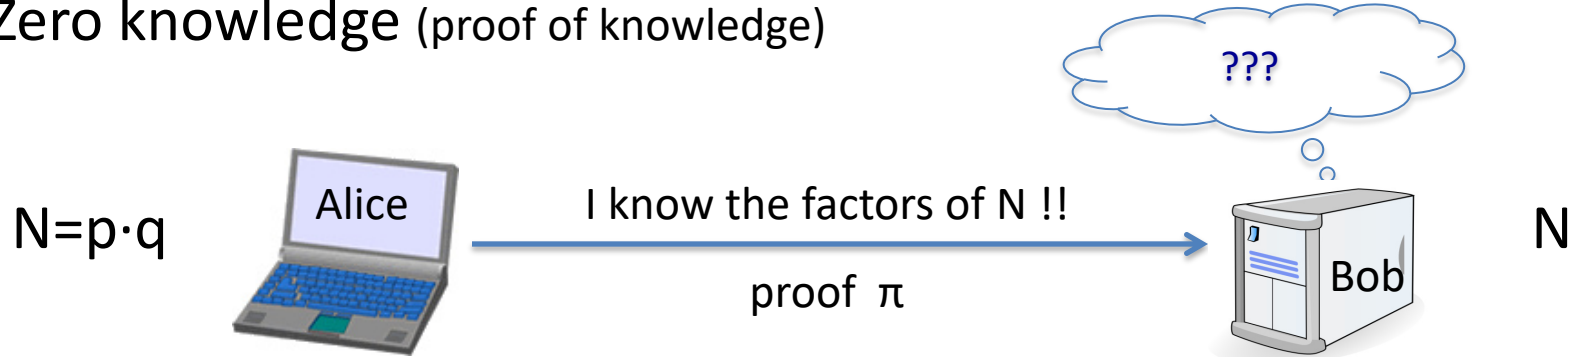 Zero knowledge (proof of knowledge)
???
N=p·q
Alice
I know the factors of N !!
proof π
Bob
N